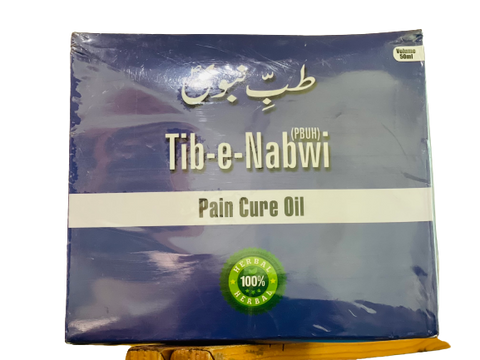 Volume
50ml
طبِّ نبوی
(PBUH)
Tib-e-Nabwi
Pain Cure Oil
HERBAL
100%
HERBAL